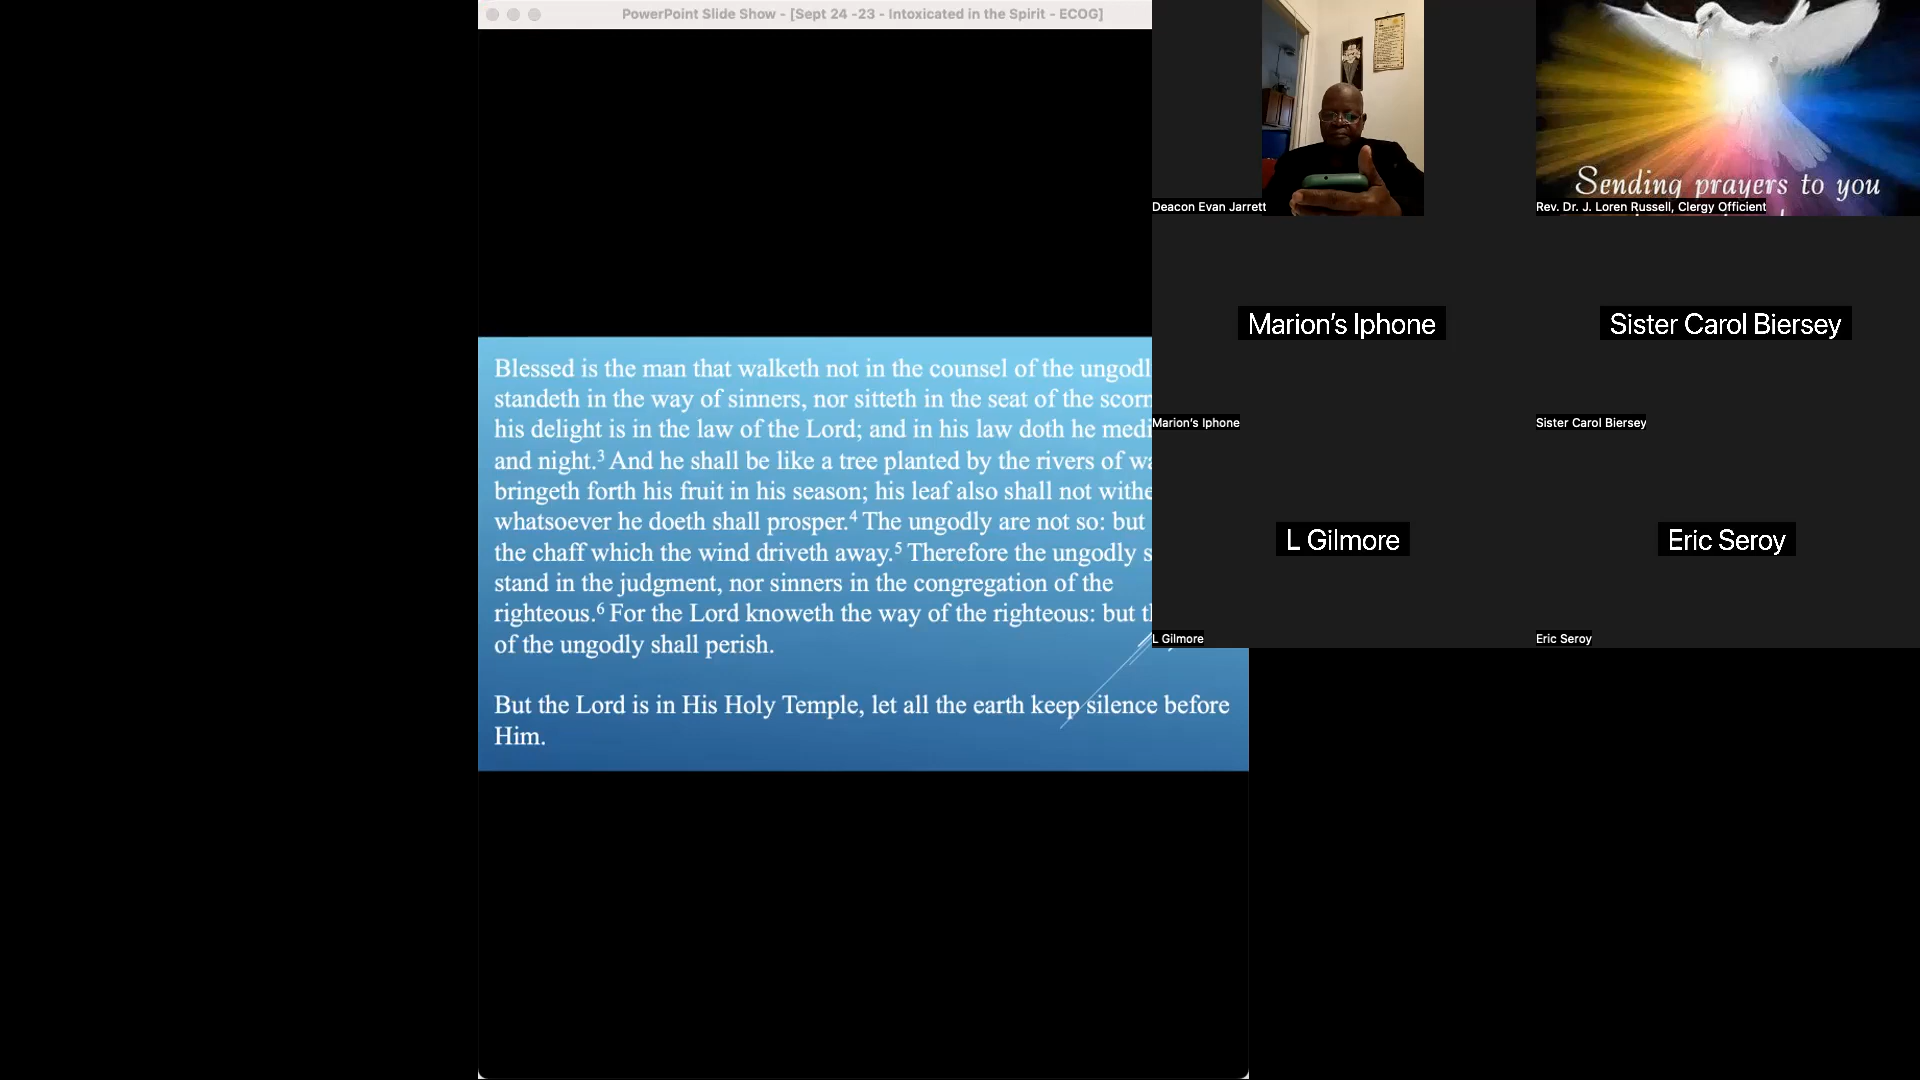 PowerPoint Slide Show - [Sept 24 -23 - Intoxicated in the Spirit - ECOG]
Blessed is the man that walketh not in the counsel of the ungodl
standeth in the way of sinners, nor sitteth in the seat of the scorn
his delight is in the law of the Lord; and in his law doth he medi
and night.³ And he shall be like a tree planted by the rivers of wa
bringeth forth his fruit in his season; his leaf also shall not withe
whatsoever he doeth shall prosper.⁴ The ungodly are not so: but
the chaff which the wind driveth away.⁵ Therefore the ungodly s
stand in the judgment, nor sinners in the congregation of the
righteous.⁶ For the Lord knoweth the way of the righteous: but t
of the ungodly shall perish.
But the Lord is in His Holy Temple, let all the earth keep silence before
Him.
Deacon Evan Jarrett
Sending prayers to you
Rev. Dr. J. Loren Russell, Clergy Officient
Marion's Iphone
Marion's Iphone
Sister Carol Biersey
Sister Carol Biersey
L Gilmore
L Gilmore
Eric Seroy
Eric Seroy